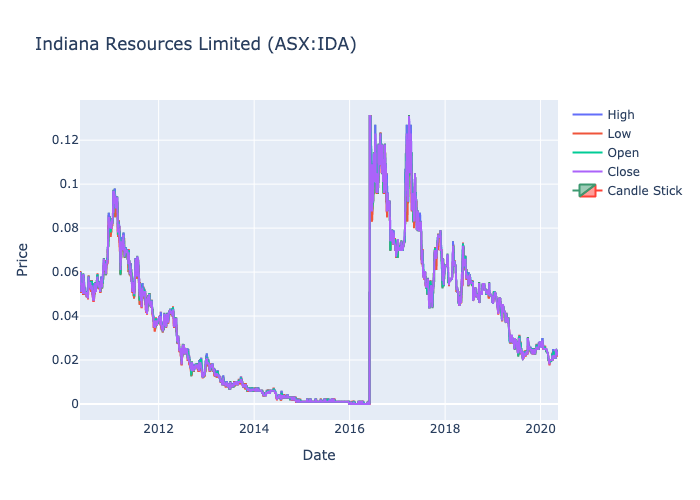 Indiana Resources Limited (ASX:IDA)
High
Low
Open
Close
Candle Stick
Price
0.12
0.1
0.08
0.06
0.04
0.02
0
2012
2014
2016
2018
2020
Date